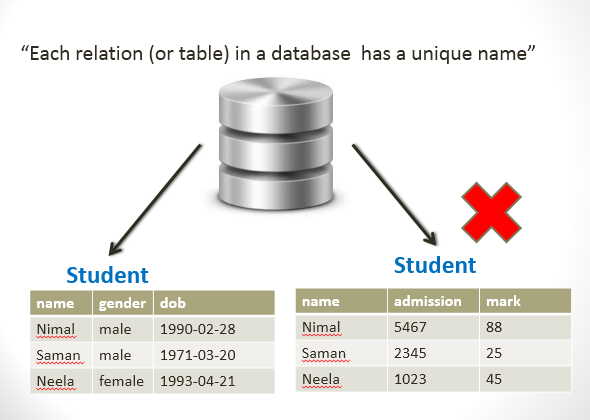 “Each relation (or table) in a database has a unique name”
Student
name gender dob
Nimal male 1990-02-28
Saman male 1971-03-20
Neela female 1993-04-21
Student
name admission mark
Nimal 5467 88
Saman 2345 25
Neela 1023 45